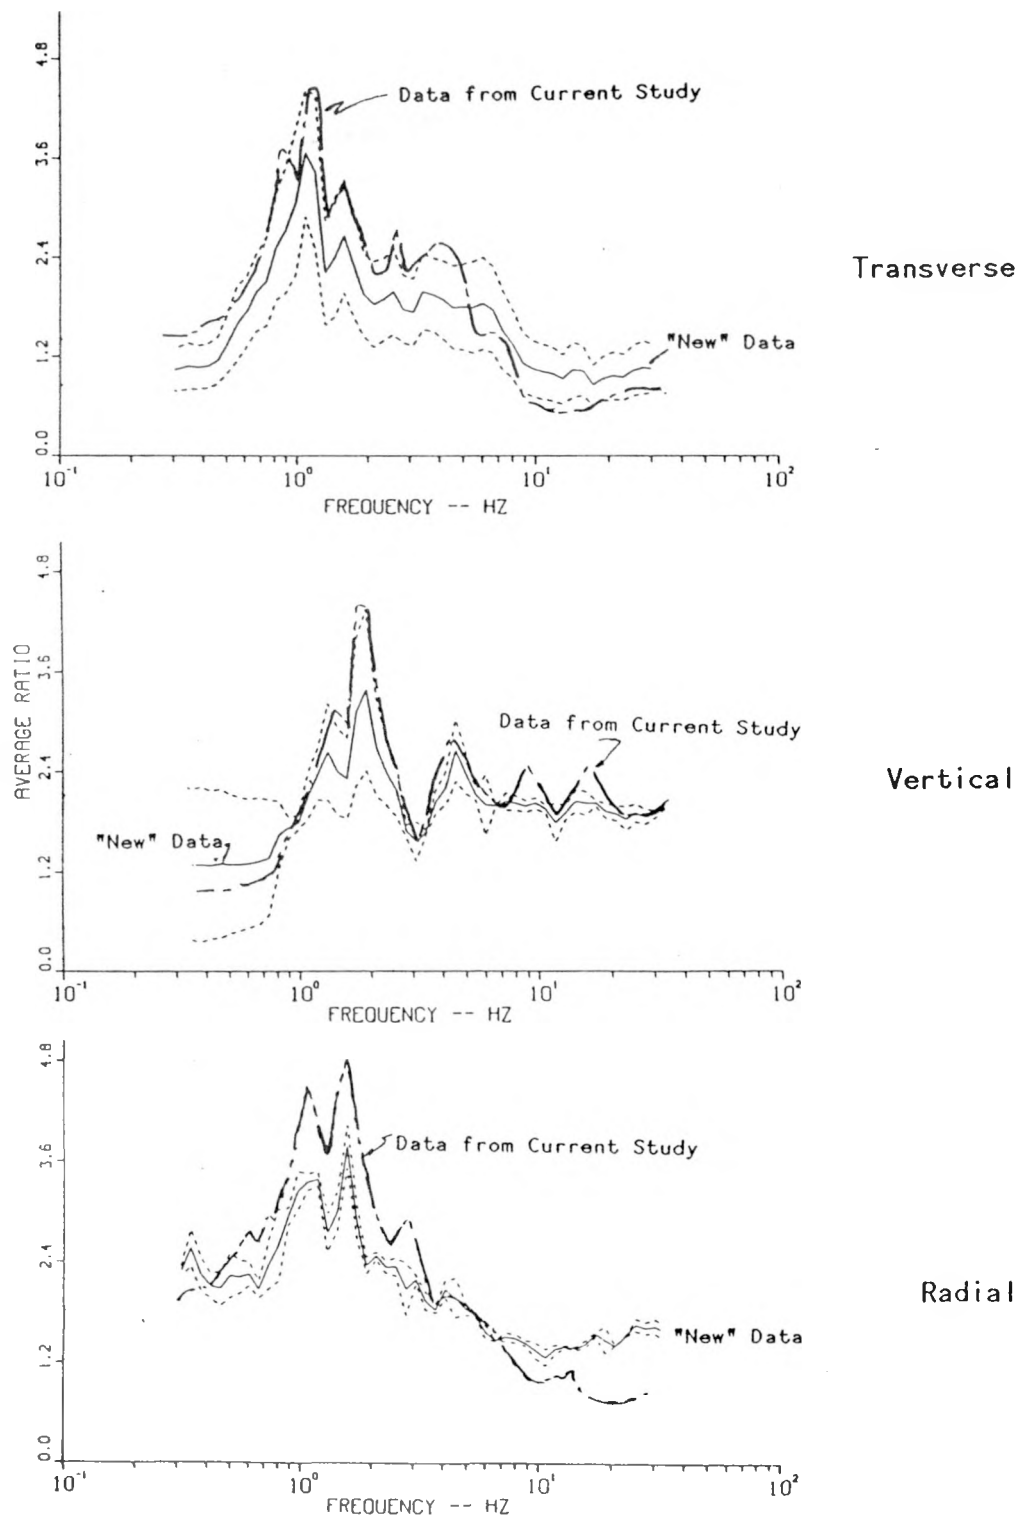 4.8
3.6
2.4
1.2
0.0
Data from Current Study
"New" Data
Transverse
10⁻¹ 10⁰ 10¹ 10²
FREQUENCY -- HZ
AVERAGE RATIO
4.8
3.6
2.4
1.2
0.0
Data from Current Study
"New" Data
Vertical
10⁻¹ 10⁰ 10¹ 10²
FREQUENCY -- HZ
4.8
3.6
2.4
1.2
0.0
Data from Current Study
"New" Data
Radial
10⁻¹ 10⁰ 10¹ 10²
FREQUENCY -- HZ